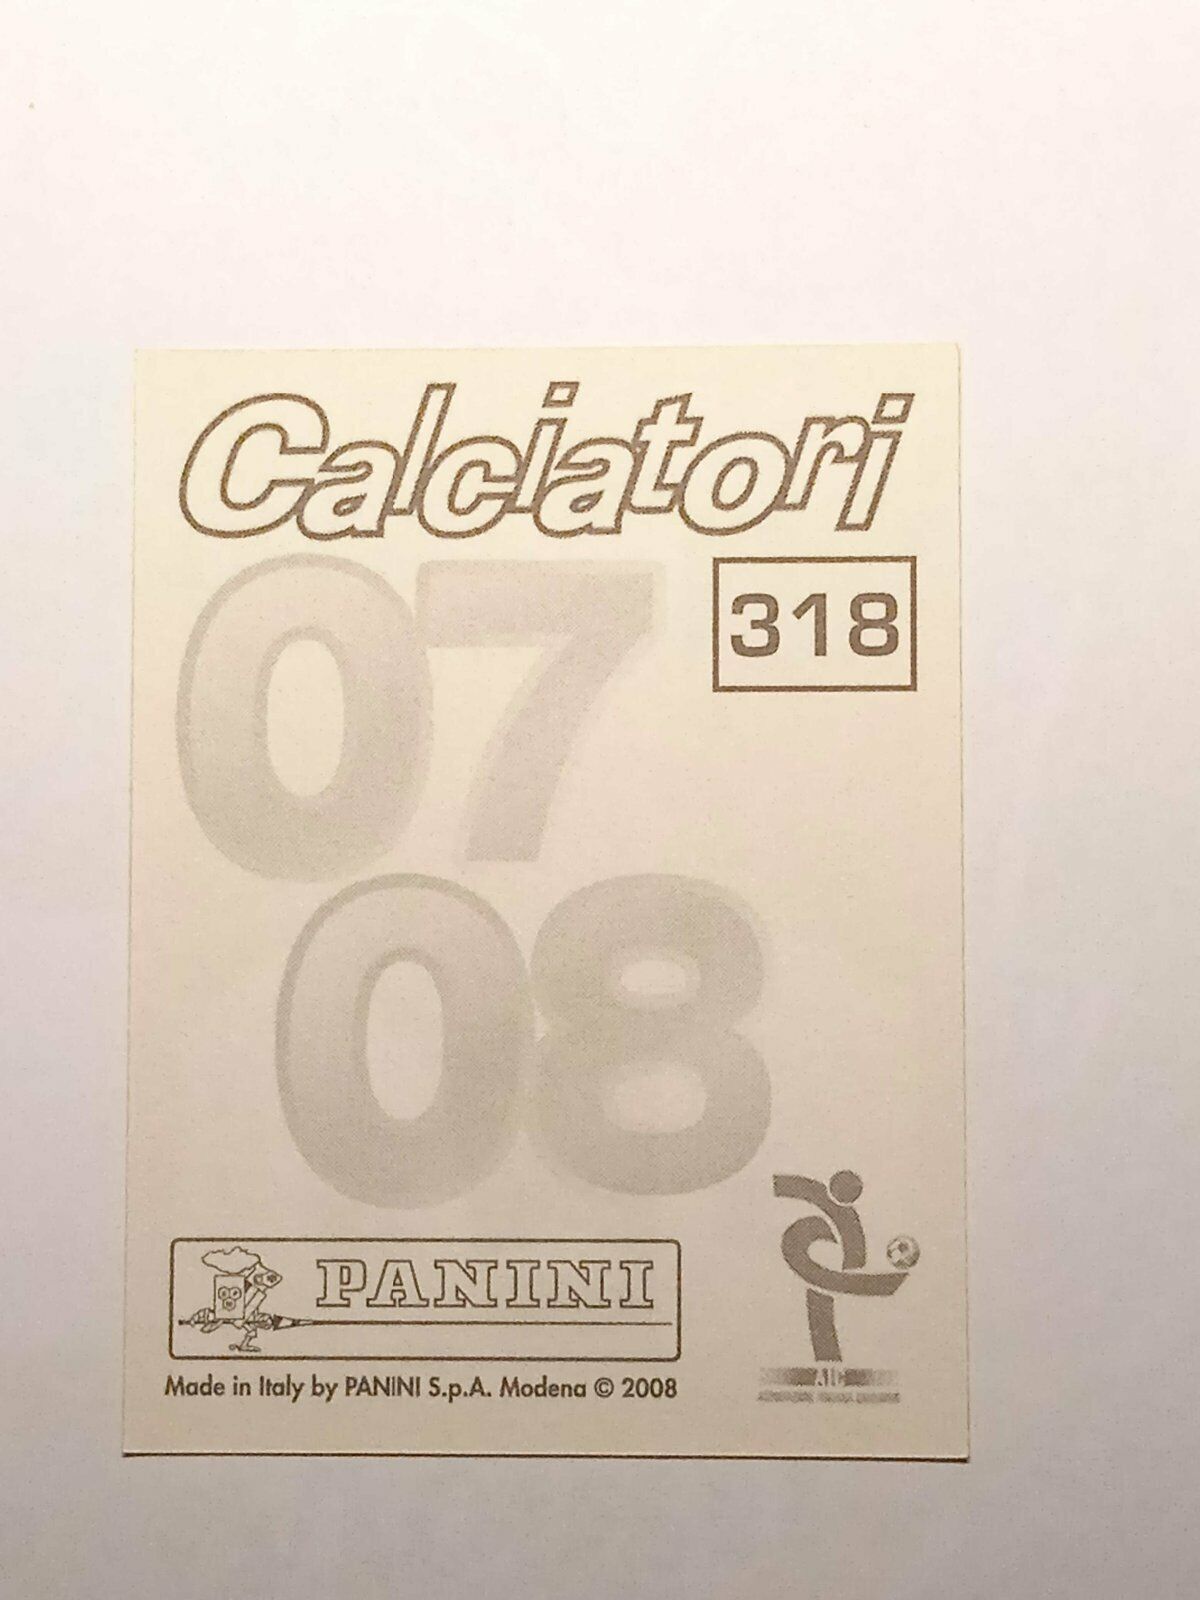 Calciatori
07
318
08
PANINI
Made in Italy by PANINI S.p.A. Modena © 2008